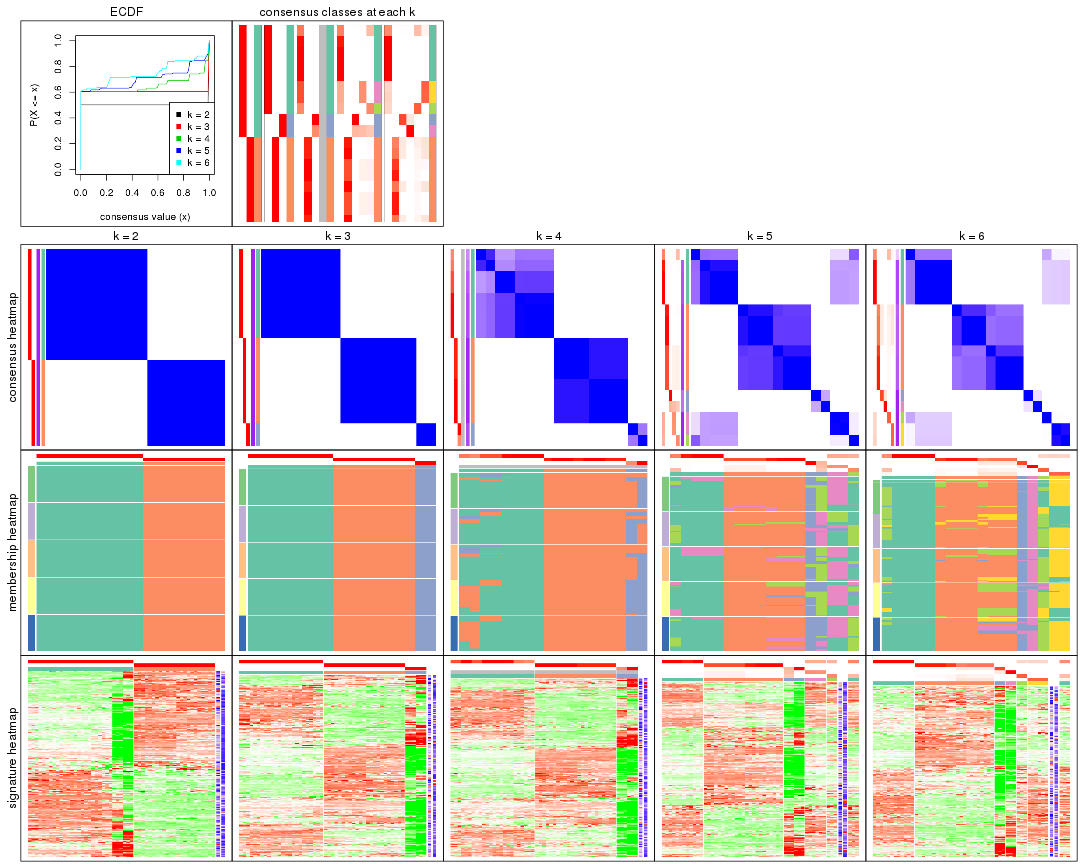 ECDF
consensus classes at each k
P(X <= x)
0.0 0.2 0.4 0.6 0.8 1.0
k = 2
k = 3
k = 4
k = 5
k = 6
0.0 0.2 0.4 0.6 0.8 1.0
consensus value (x)
k = 2
k = 3
k = 4
k = 5
k = 6
consensus heatmap
membership heatmap
signature heatmap